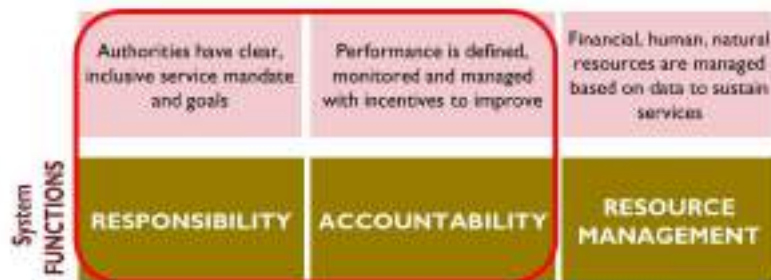 Authorities have clear,
inclusive service mandate
and goals
Performance is defined,
monitored and managed
with incentives to improve
Financial, human, natural
resources are managed
based on data to sustain
services
System
FUNCTIONS
RESPONSIBILITY
ACCOUNTABILITY
RESOURCE
MANAGEMENT